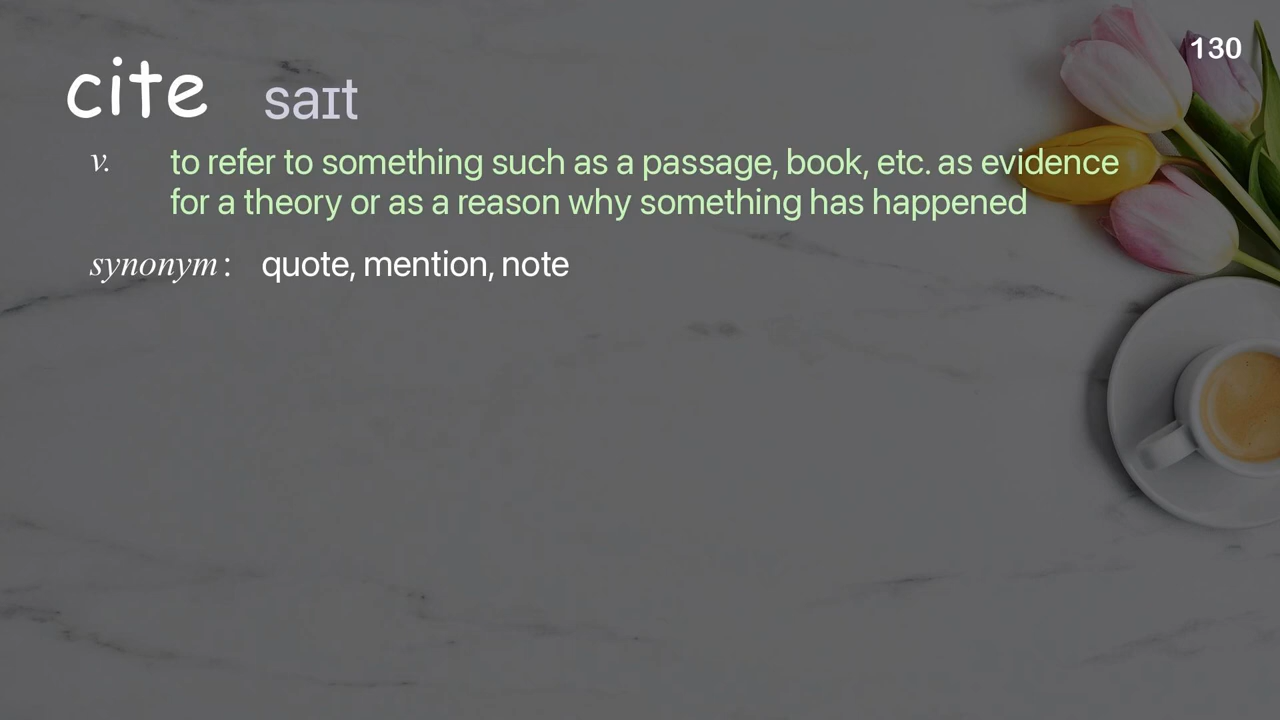 130
cite saɪt
v. to refer to something such as a passage, book, etc. as evidence
for a theory or as a reason why something has happened
synonym : quote, mention, note